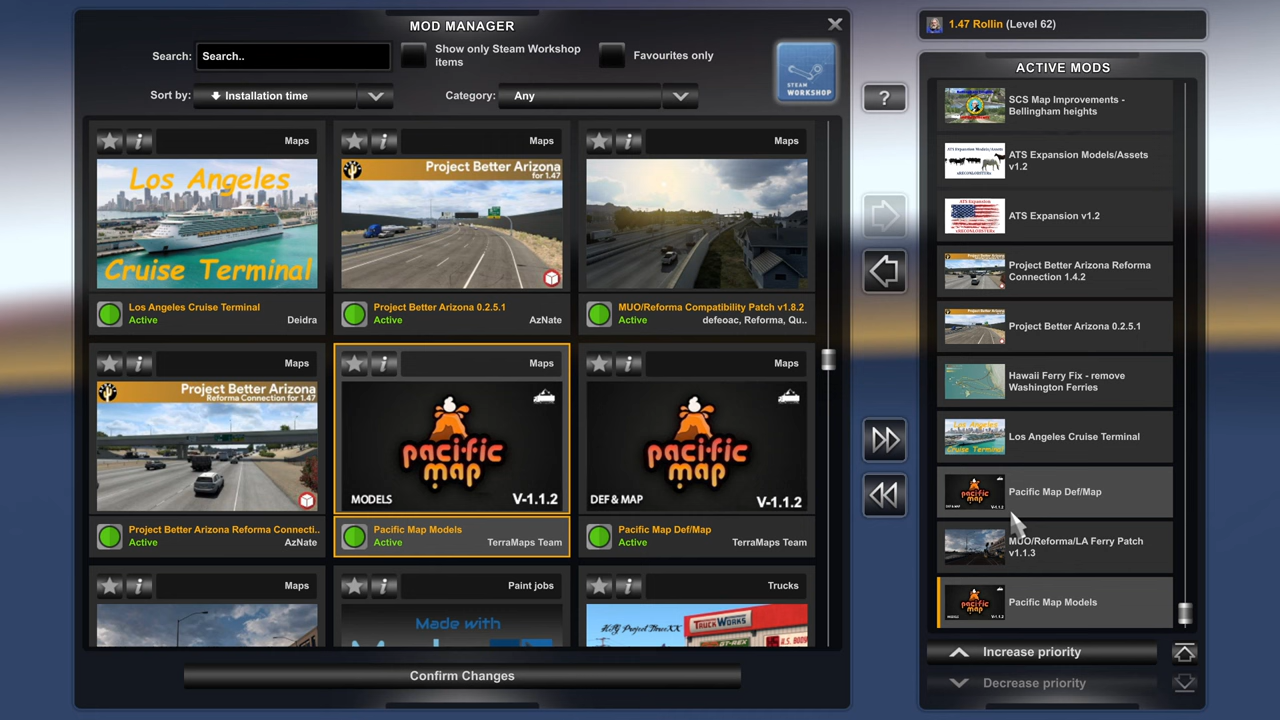 MOD MANAGER
Search:
Search..
Show only Steam Workshop
items
Favourites only
STEAM
WORKSHOP
Sort by:
Installation time
Category:
Any
Maps
Los Angeles
Cruise Terminal
Los Angeles Cruise Terminal
Active
Deidra
Maps
Project Better Arizona
for 1.47
Project Better Arizona 0.2.5.1
Active
AzNate
Maps
MUO/Reforma Compatibility Patch v1.8.2
Active
defeoac, Reforma, Qu..
Maps
Project Better Arizona
Reforma Connection for 1.47
Project Better Arizona Reforma Connecti..
Active
AzNate
Maps
pacific
map
MODELS
V-1.1.2
Pacific Map Models
Active
TerraMaps Team
Maps
pacific
map
DEF & MAP
V-1.1.2
Pacific Map Def/Map
Active
TerraMaps Team
Maps
Paint jobs
Made with
Trucks
TRUCKWORKS
Confirm Changes
?
1.47 Rollin (Level 62)
ACTIVE MODS
SCS Map Improvements -
Bellingham heights
ATS Expansion Models/Assets
v1.2
ATS Expansion v1.2
Project Better Arizona Reforma
Connection 1.4.2
Project Better Arizona 0.2.5.1
Hawaii Ferry Fix - remove
Washington Ferries
Los Angeles Cruise Terminal
Pacific Map Def/Map
MUO/Reforma/LA Ferry Patch
v1.1.3
Pacific Map Models
Increase priority
Decrease priority